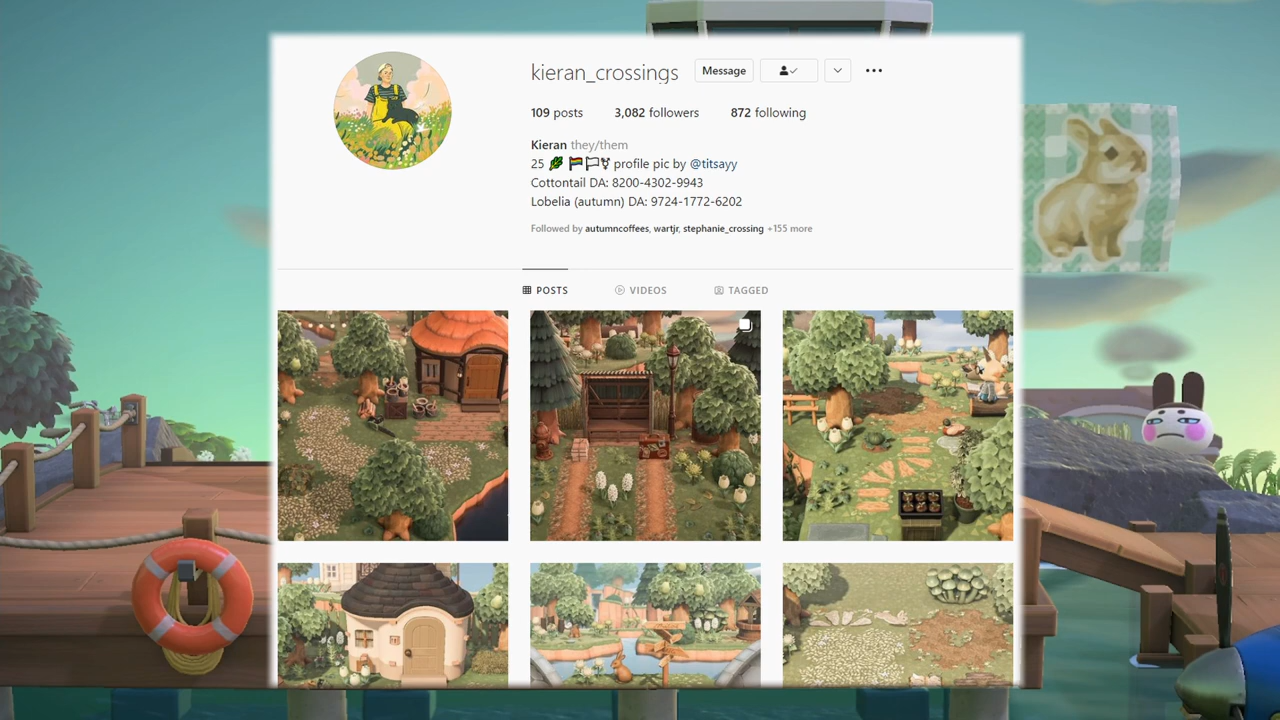 kieran_crossings Message
109 posts 3,082 followers 872 following
Kieran they/them
25 🌿 🏳️‍🌈🏳️⚧ profile pic by @titsayy
Cottontail DA: 8200-4302-9943
Lobelia (autumn) DA: 9724-1772-6202
Followed by autumncoffees, wartjr, stephanie_crossing +155 more
POSTS VIDEOS TAGGED